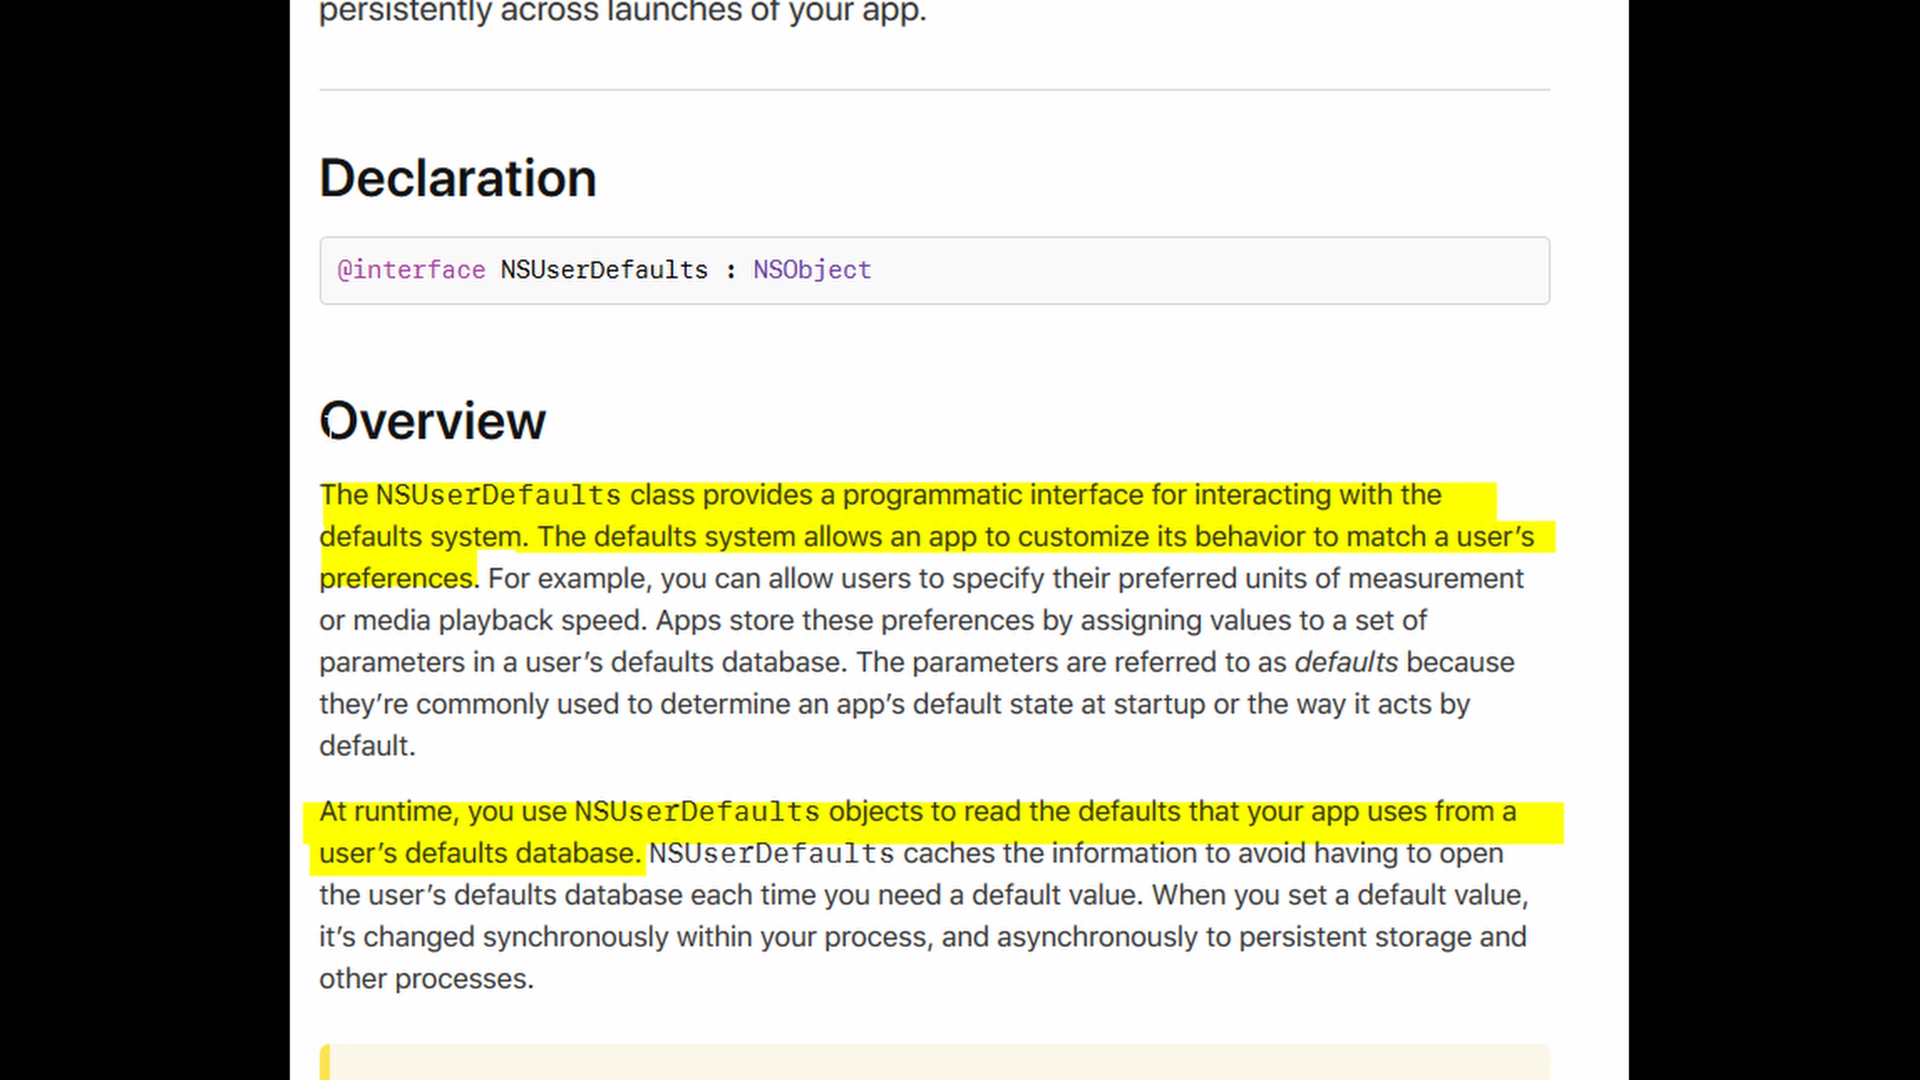 persistently across launches of your app.
Declaration
@interface NSUserDefaults : NSObject
Overview
The NSUserDefaults class provides a programmatic interface for interacting with the
defaults system. The defaults system allows an app to customize its behavior to match a user’s
preferences. For example, you can allow users to specify their preferred units of measurement
or media playback speed. Apps store these preferences by assigning values to a set of
parameters in a user’s defaults database. The parameters are referred to as defaults because
they’re commonly used to determine an app’s default state at startup or the way it acts by
default.
At runtime, you use NSUserDefaults objects to read the defaults that your app uses from a
user’s defaults database. NSUserDefaults caches the information to avoid having to open
the user’s defaults database each time you need a default value. When you set a default value,
it’s changed synchronously within your process, and asynchronously to persistent storage and
other processes.